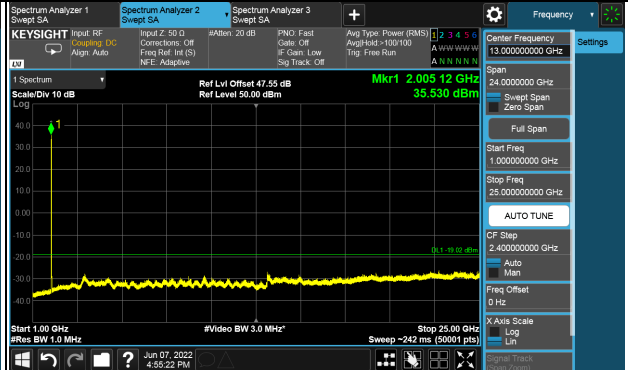 Spectrum Analyzer 1
Swept SA
Spectrum Analyzer 2
Swept SA
Spectrum Analyzer 3
Swept SA
Frequency
KEYSIGHT
Input: RF
Coupling: DC
Align: Auto
Input Z: 50 Ω
Corrections: Off
Freq Ref: Int (S)
NFE: Adaptive
#Atten: 20 dB
PNO: Fast
Gate: Off
IF Gain: Low
Sig Track: Off
Avg Type: Power (RMS)
Avg|Hold:>100/100
Trig: Free Run
1 2 3 4 5 6
A W W W W W
A N N N N N
LXI
1 Spectrum
Scale/Div 10 dB
Log
Ref Lvl Offset 47.55 dB
Ref Level 50.00 dBm
Mkr1 2.005 12 GHz
35.530 dBm
40.0
30.0
20.0
10.0
0.00
-10.0
-20.0
-30.0
-40.0
1
DL1 -19.02 dBm
Start 1.00 GHz
#Res BW 1.0 MHz
#Video BW 3.0 MHz*
Stop 25.00 GHz
Sweep ~242 ms (50001 pts)
Jun 07, 2022
4:55:22 PM
Center Frequency
13.000000000 GHz
Settings
Span
24.0000000 GHz
Swept Span
Zero Span
Full Span
Start Freq
1.000000000 GHz
Stop Freq
25.000000000 GHz
AUTO TUNE
CF Step
2.400000000 GHz
Auto
Man
Freq Offset
0 Hz
X Axis Scale
Log
Lin
Signal Track
(Span Zoom)